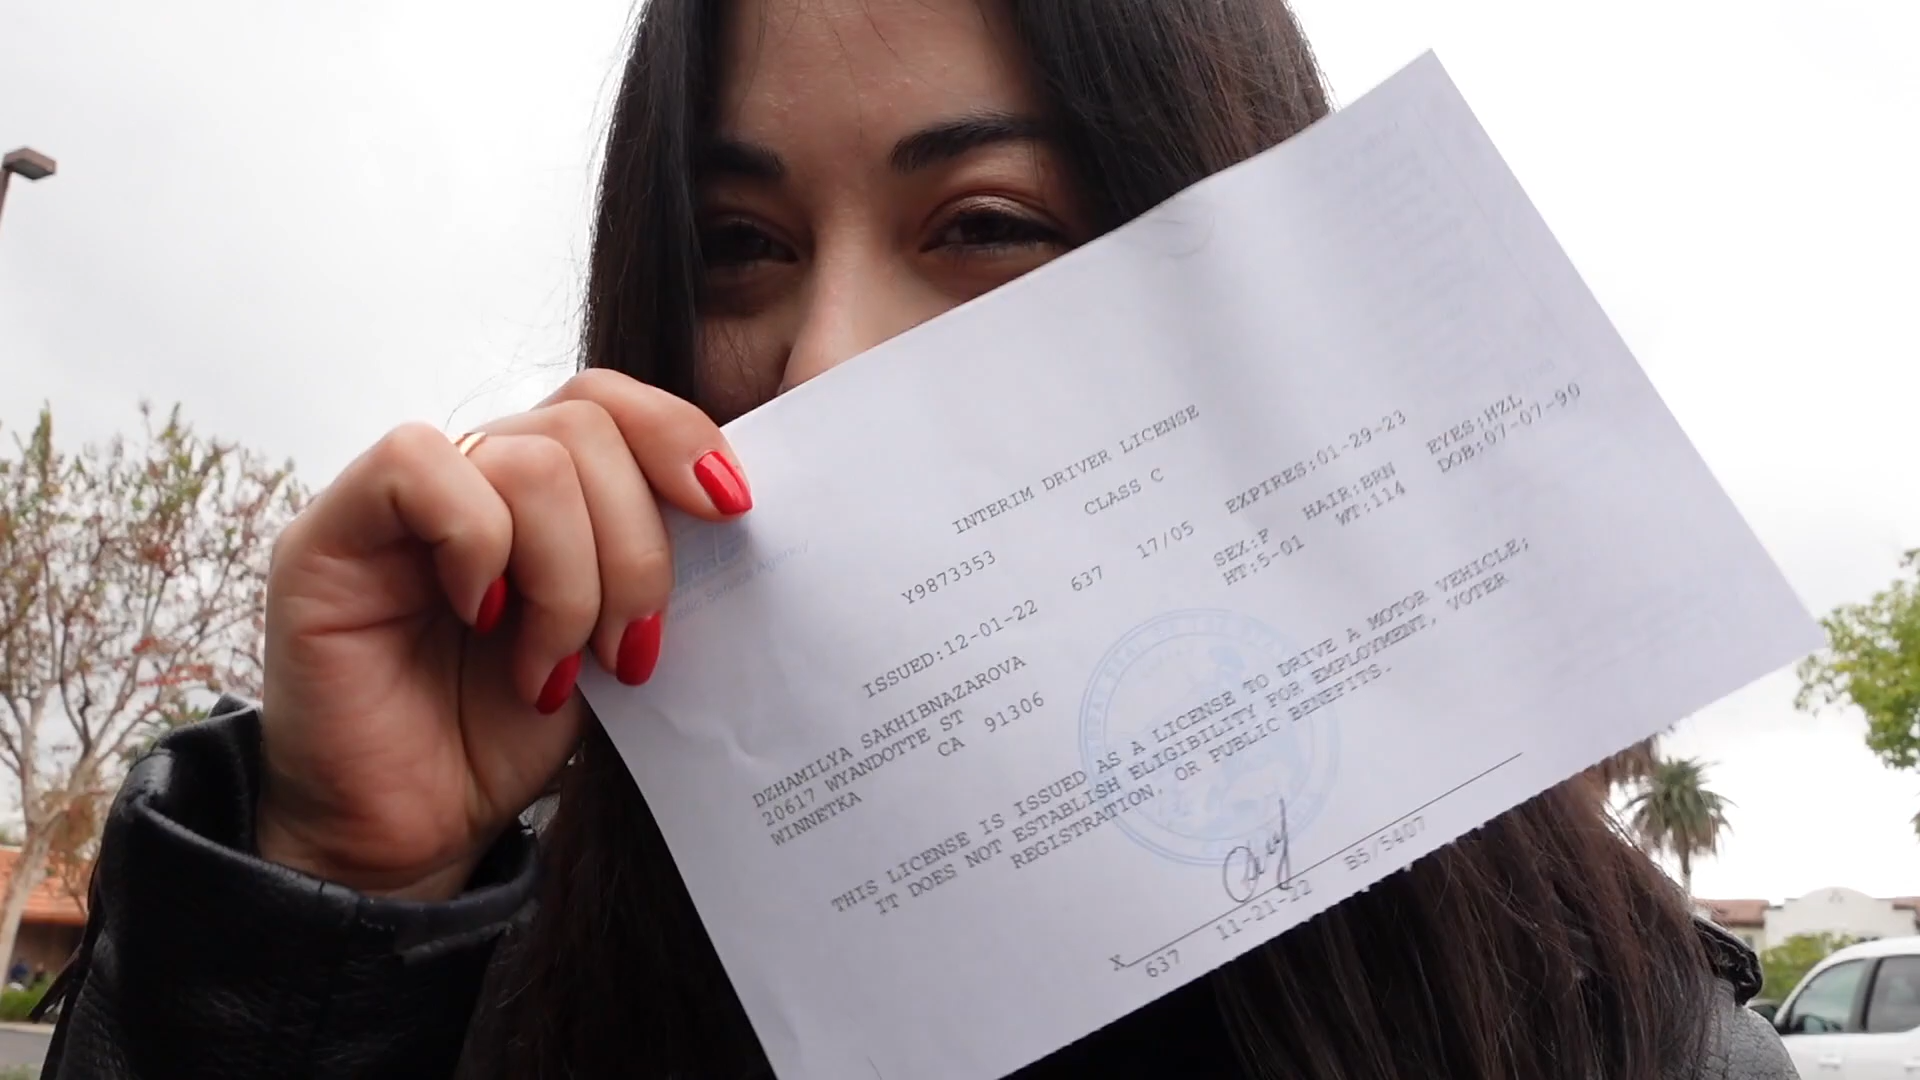 INTERIM DRIVER LICENSE
Y9873353 CLASS C
ISSUED:12-01-22 637 17/05 EXPIRES:01-29-23
DZHAMILYA SAKHIBNAZAROVA SEX:F HAIR:BRN EYES:HZL
20617 WYANDOTTE ST HT:5-01 WT:114 DOB:07-07-90
WINNETKA CA 91306
THIS LICENSE IS ISSUED AS A LICENSE TO DRIVE A MOTOR VEHICLE;
IT DOES NOT ESTABLISH ELIGIBILITY FOR EMPLOYMENT, VOTER
REGISTRATION, OR PUBLIC BENEFITS.
X
637 11-21-22 B5/5407
Service Agency